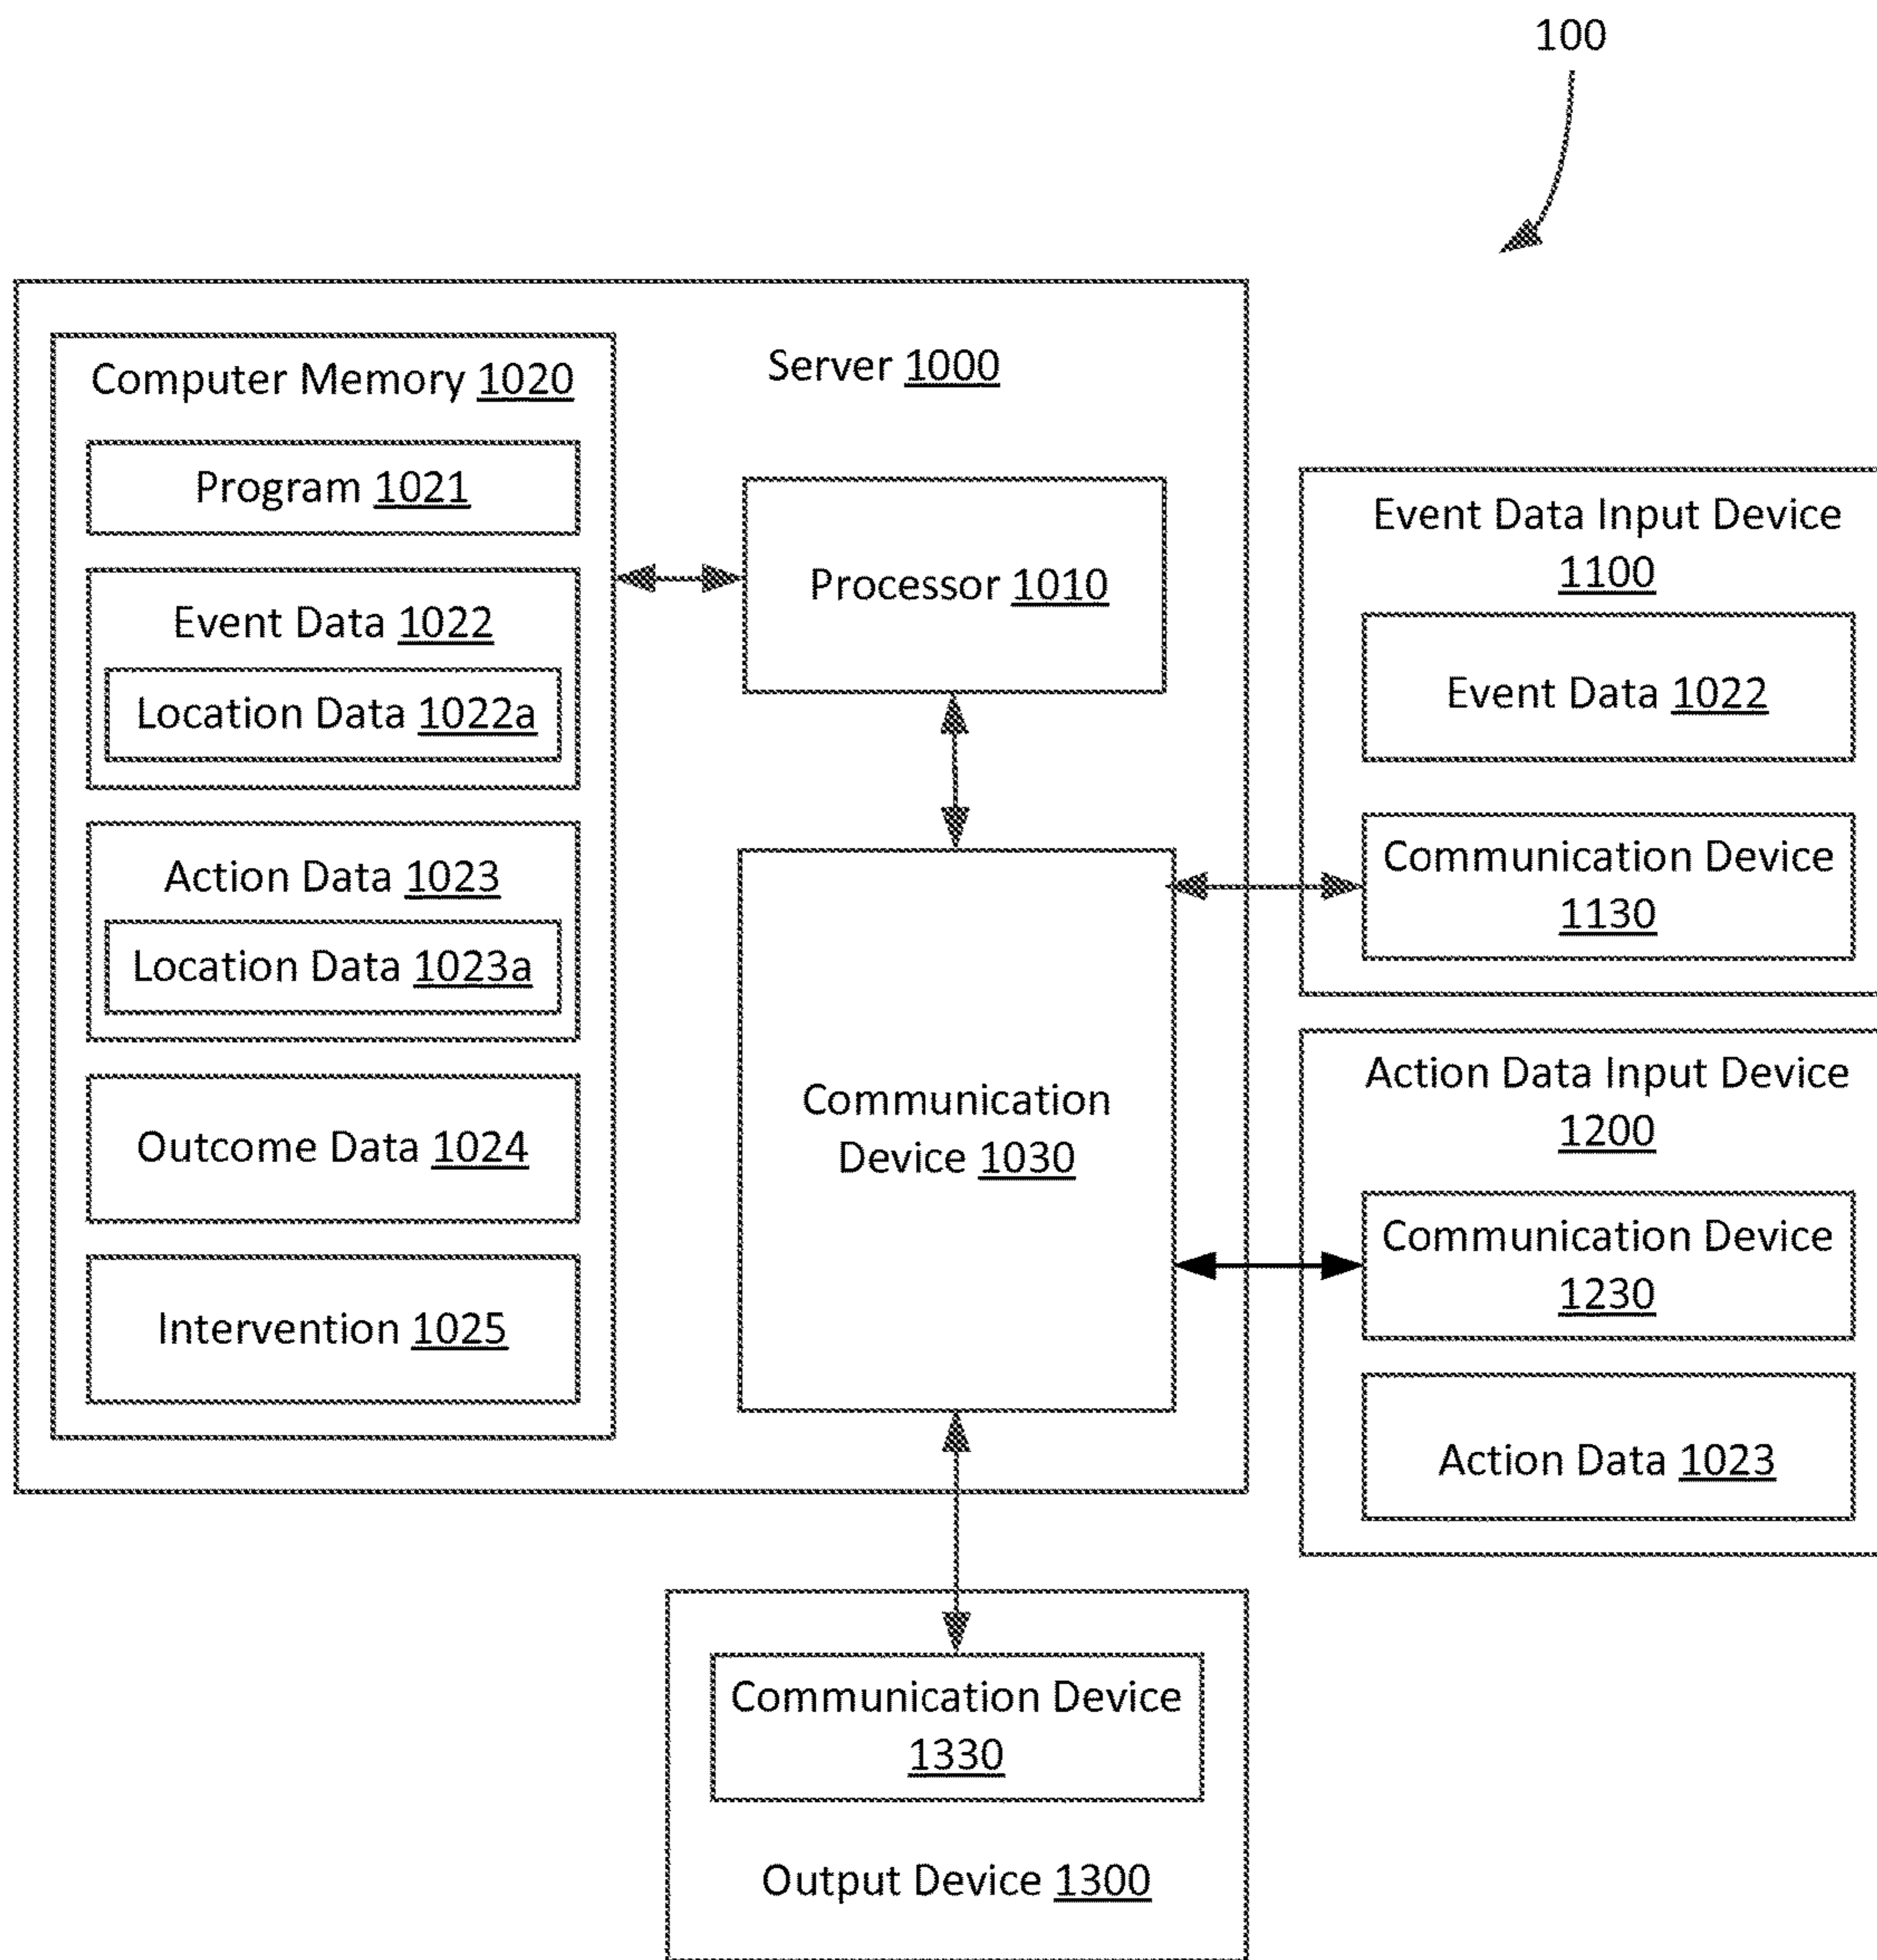 100
Server 1000
Computer Memory 1020
Program 1021
Event Data 1022
Location Data 1022a
Action Data 1023
Location Data 1023a
Outcome Data 1024
Intervention 1025
Processor 1010
Communication
Device 1030
Event Data Input Device
1100
Event Data 1022
Communication Device
1130
Action Data Input Device
1200
Communication Device
1230
Action Data 1023
Communication Device
1330
Output Device 1300